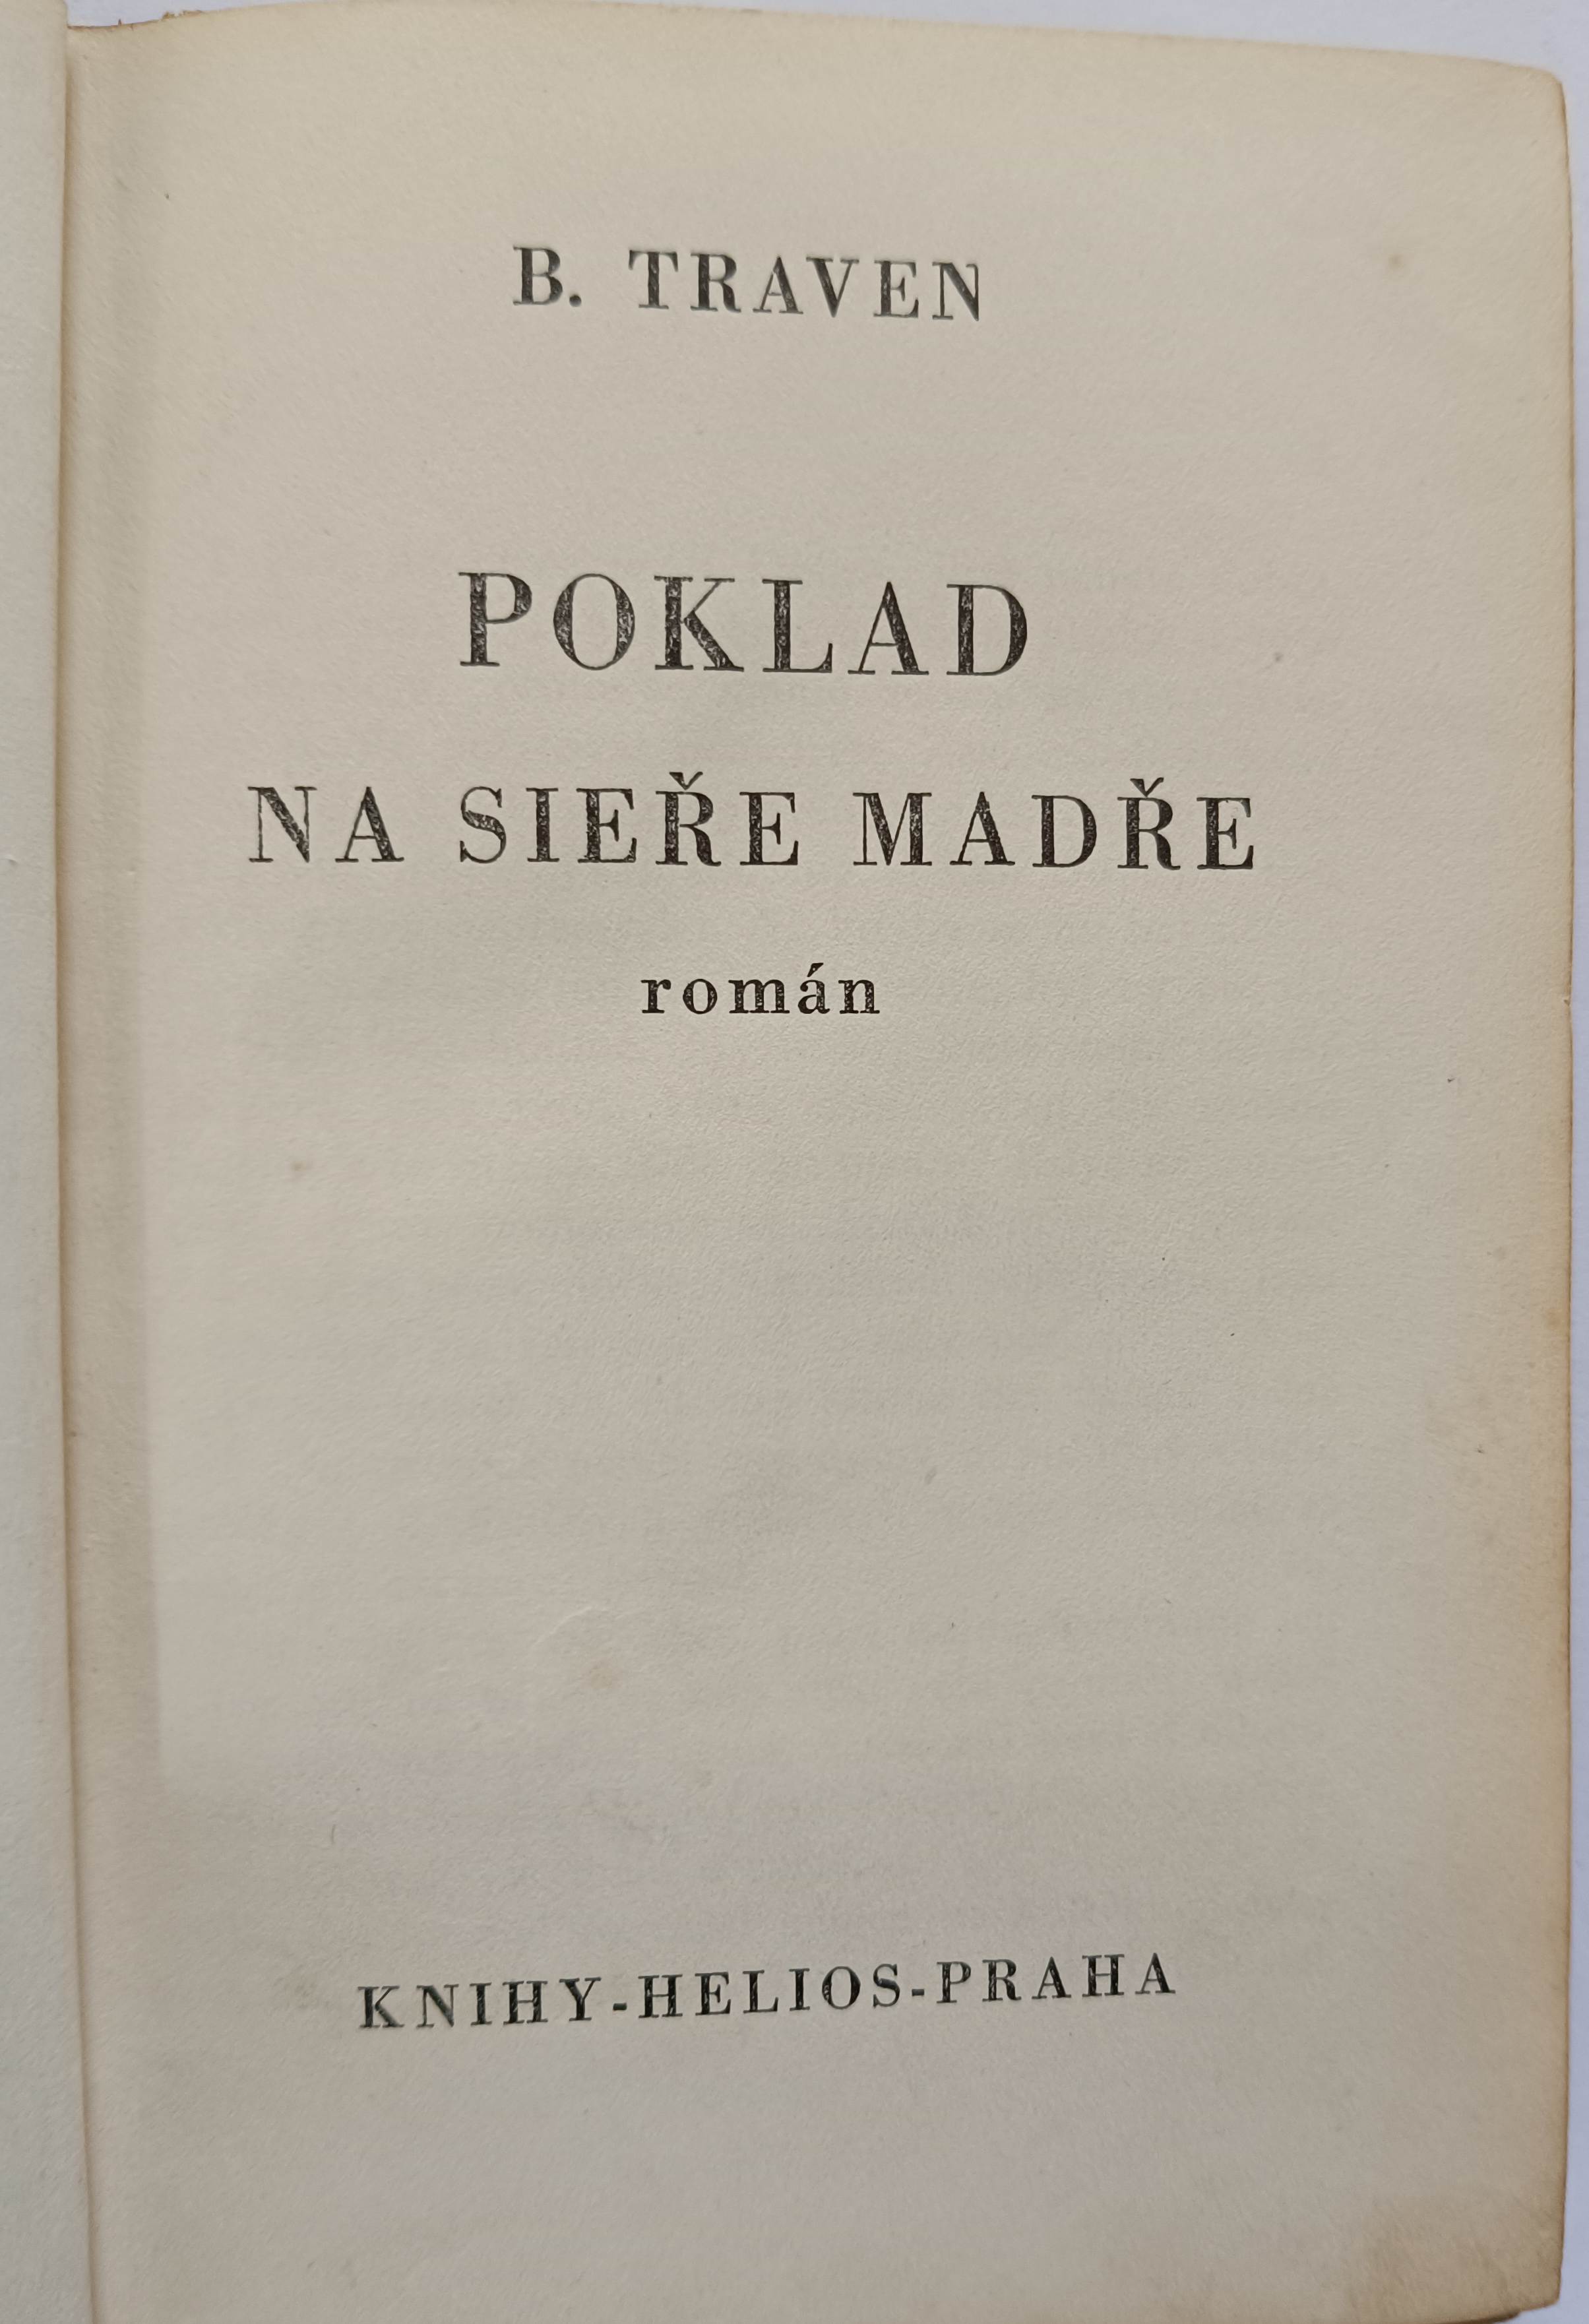 B. TRAVEN
POKLAD
NA SIEŘE MADŘE
román
KNIHY-HELIOS-PRAHA